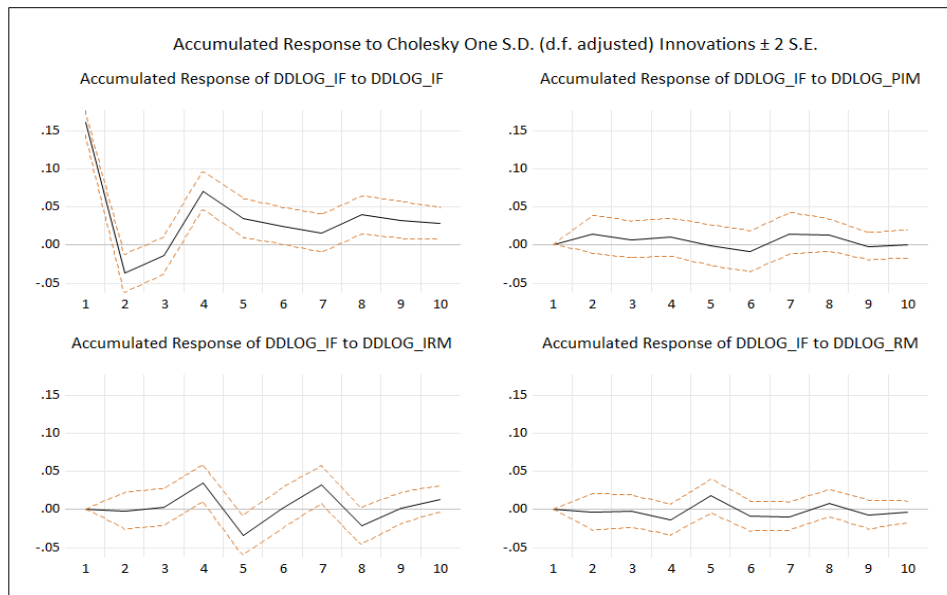 Accumulated Response to Cholesky One S.D. (d.f. adjusted) Innovations ± 2 S.E.
Accumulated Response of DDLOG_IF to DDLOG_IF
.15
.10
.05
.00
-.05
1 2 3 4 5 6 7 8 9 10
Accumulated Response of DDLOG_IF to DDLOG_PIM
.15
.10
.05
.00
-.05
1 2 3 4 5 6 7 8 9 10
Accumulated Response of DDLOG_IF to DDLOG_IRM
.15
.10
.05
.00
-.05
1 2 3 4 5 6 7 8 9 10
Accumulated Response of DDLOG_IF to DDLOG_RM
.15
.10
.05
.00
-.05
1 2 3 4 5 6 7 8 9 10